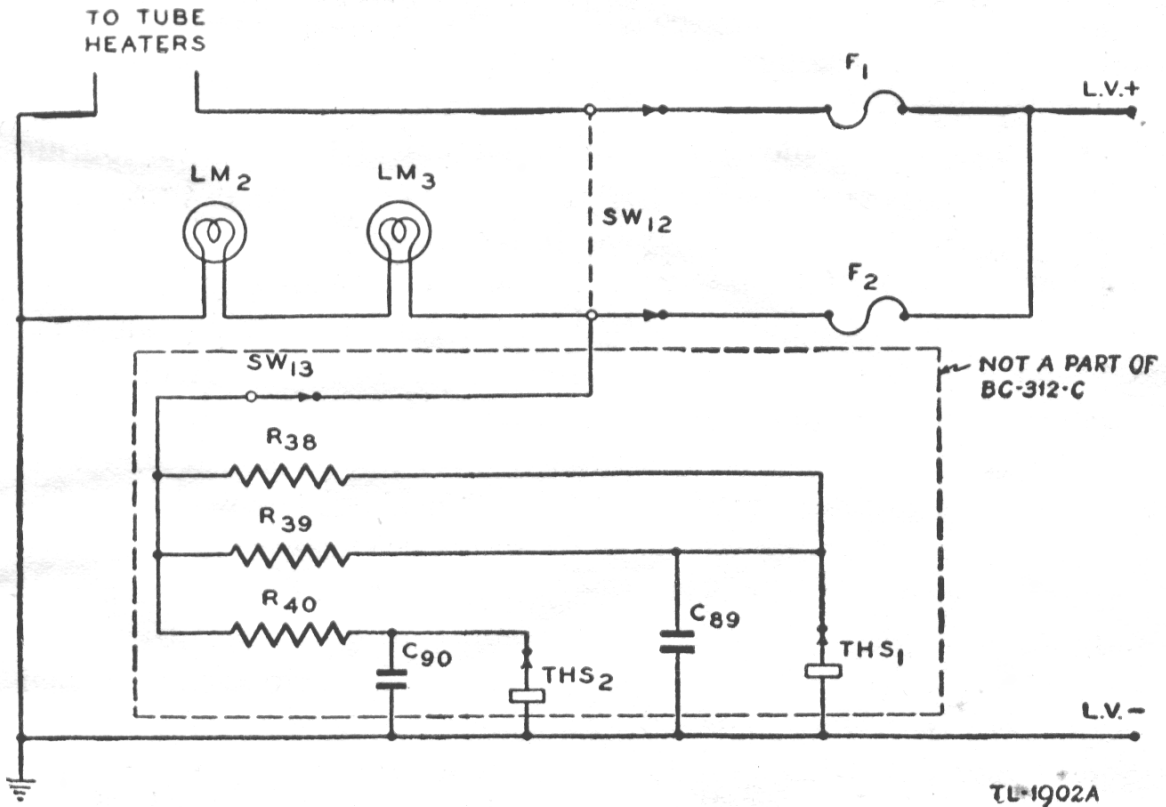 TO TUBE
HEATERS
F1
L.V.+
LM2
LM3
SW12
F2
SW13
NOT A PART OF
BC-312-C
R38
R39
R40
C90
C89
THS2
THS1
L.V.-
TL-1902A